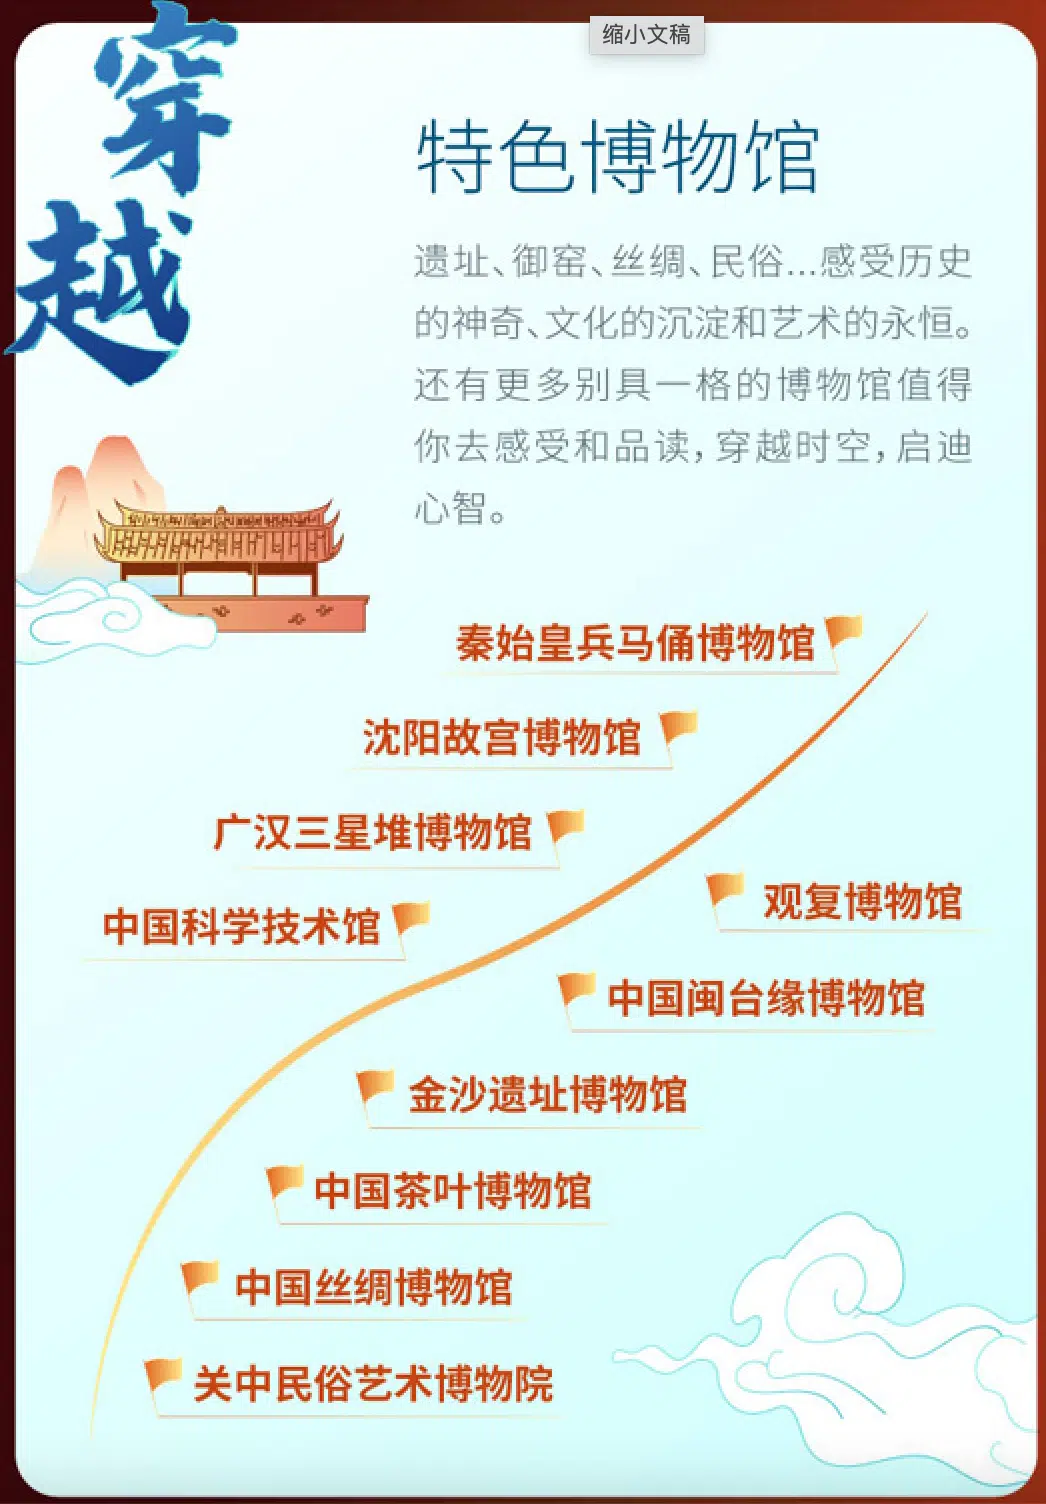 穿越
缩小文稿
特色博物馆
遗址、御窑、丝绸、民俗...感受历史
的神奇、文化的沉淀和艺术的永恒。
还有更多别具一格的博物馆值得
你去感受和品读，穿越时空，启迪
心智。
秦始皇兵马俑博物馆
沈阳故宫博物馆
广汉三星堆博物馆
观复博物馆
中国科学技术馆
中国闽台缘博物馆
金沙遗址博物馆
中国茶叶博物馆
中国丝绸博物馆
关中民俗艺术博物院